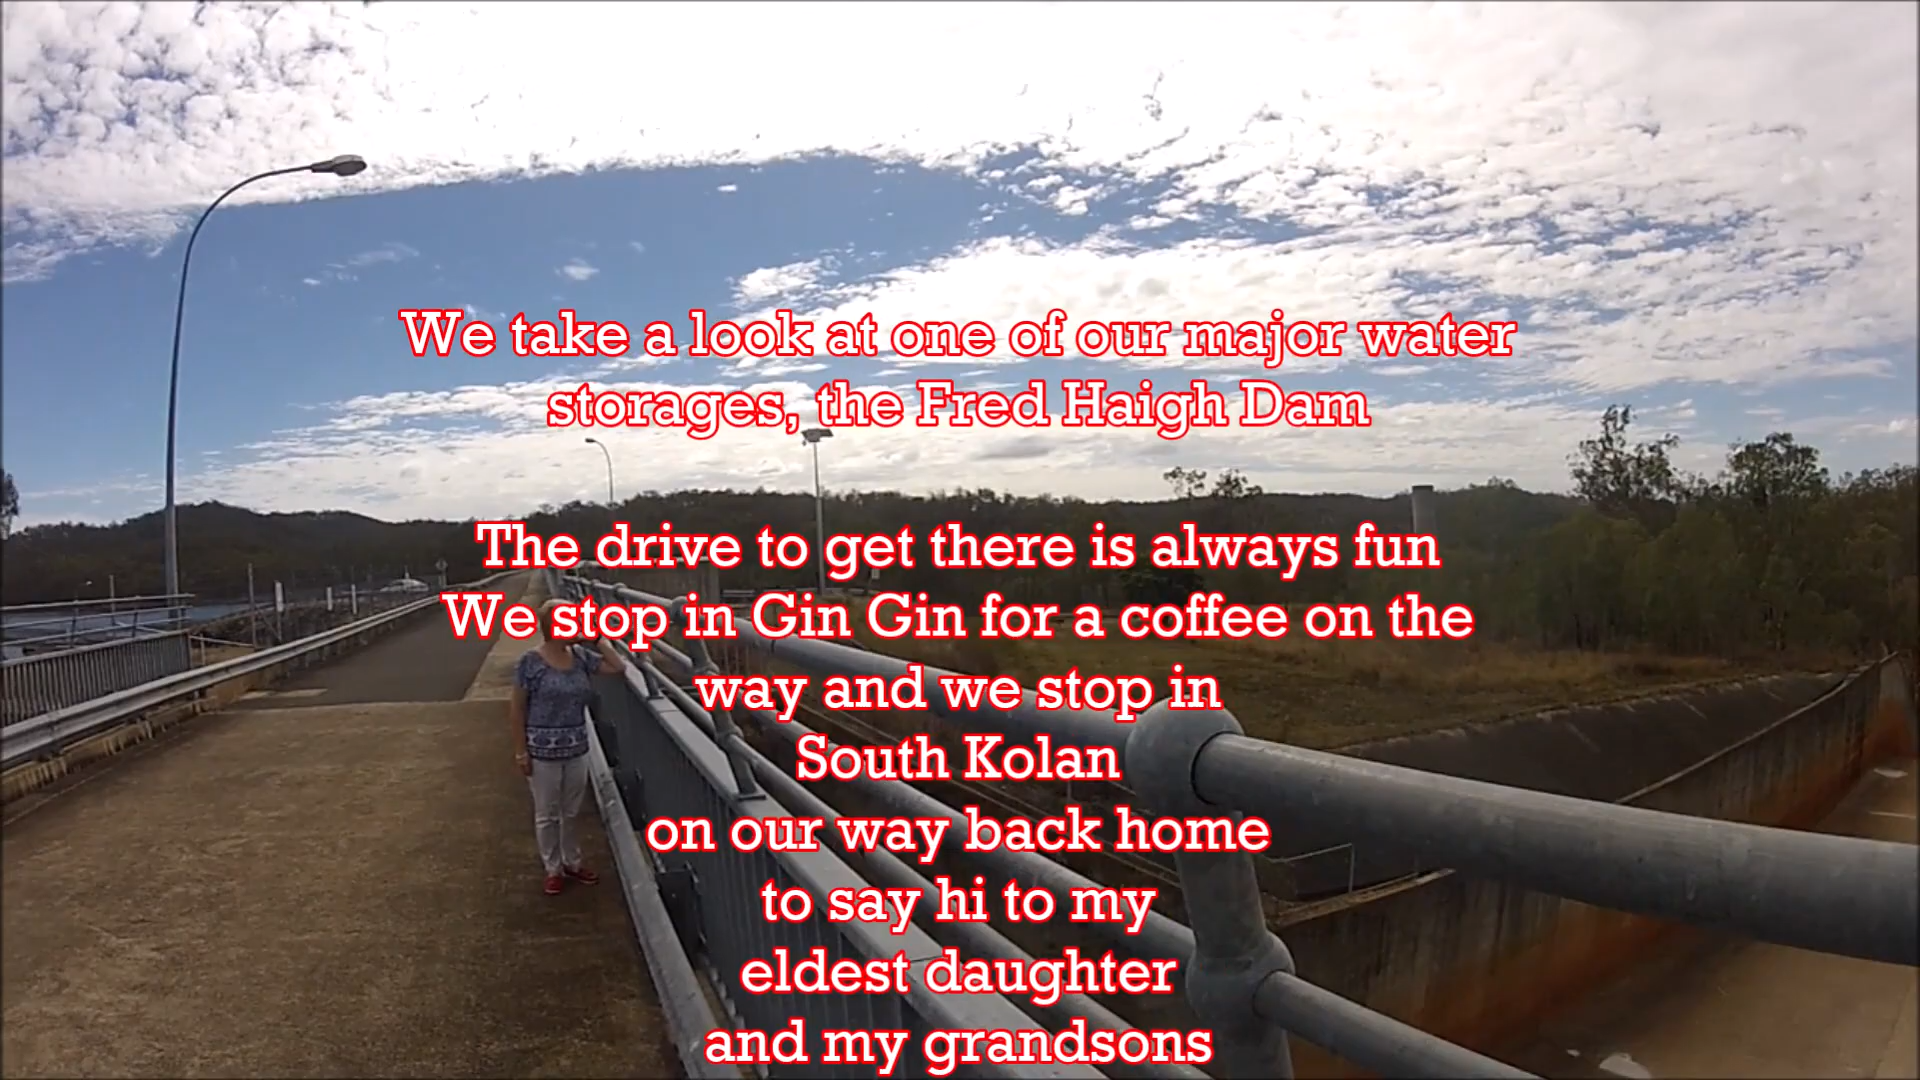 We take a look at one of our major water
storages, the Fred Haigh Dam
The drive to get there is always fun
We stop in Gin Gin for a coffee on the
way and we stop in
South Kolan
on our way back home
to say hi to my
eldest daughter
and my grandsons